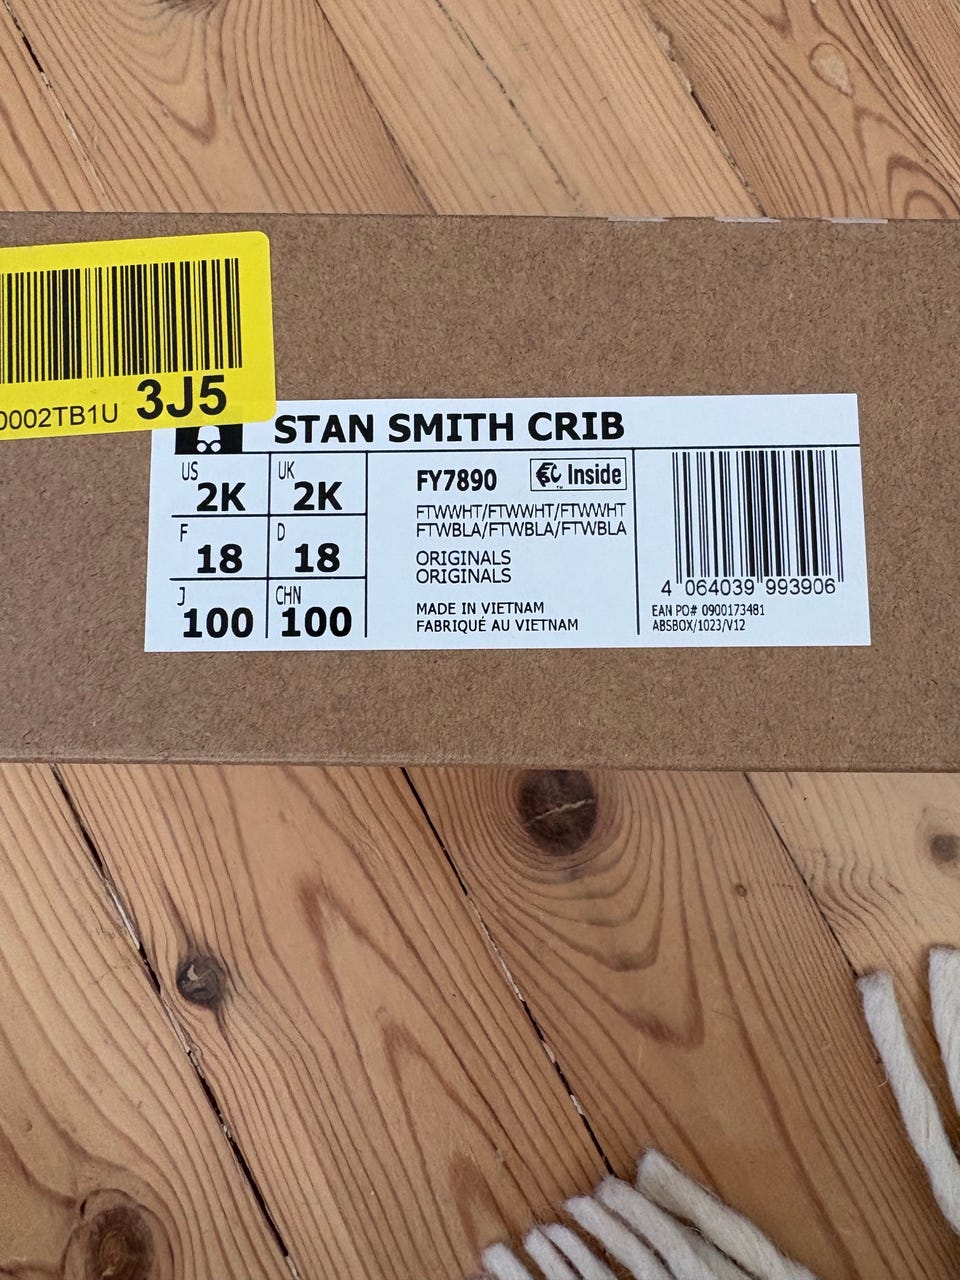 0002TB1U 3J5
STAN SMITH CRIB
US 2K UK 2K
F 18 D 18
J 100 CHN 100
FY7890 Inside
FTWWHT/FTWWHT/FTWWHT
FTWBLA/FTWBLA/FTWBLA
ORIGINALS
ORIGINALS
MADE IN VIETNAM
FABRIQUÉ AU VIETNAM
4 064039 993906
EAN PO# 0900173481
ABSBOX/1023/V12